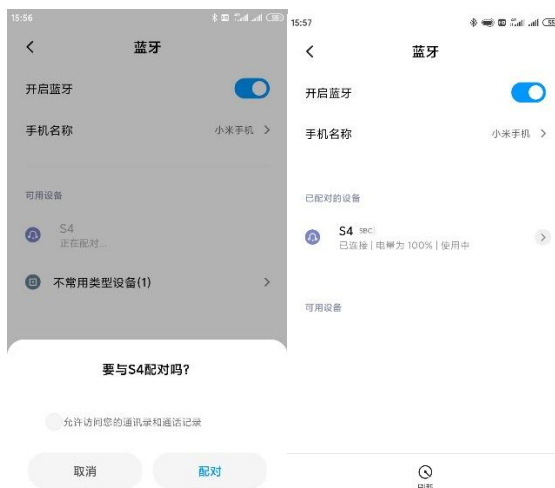 15:56
蓝牙
开启蓝牙
手机名称
小米手机
可用设备
S4
正在配对...
不常用类型设备(1)
要与S4配对吗?
允许访问您的通讯录和通话记录
取消
配对
15:57
蓝牙
开启蓝牙
手机名称
小米手机
已配对的设备
S4 SBC
已连接 | 电量为 100% | 使用中
可用设备
刷新